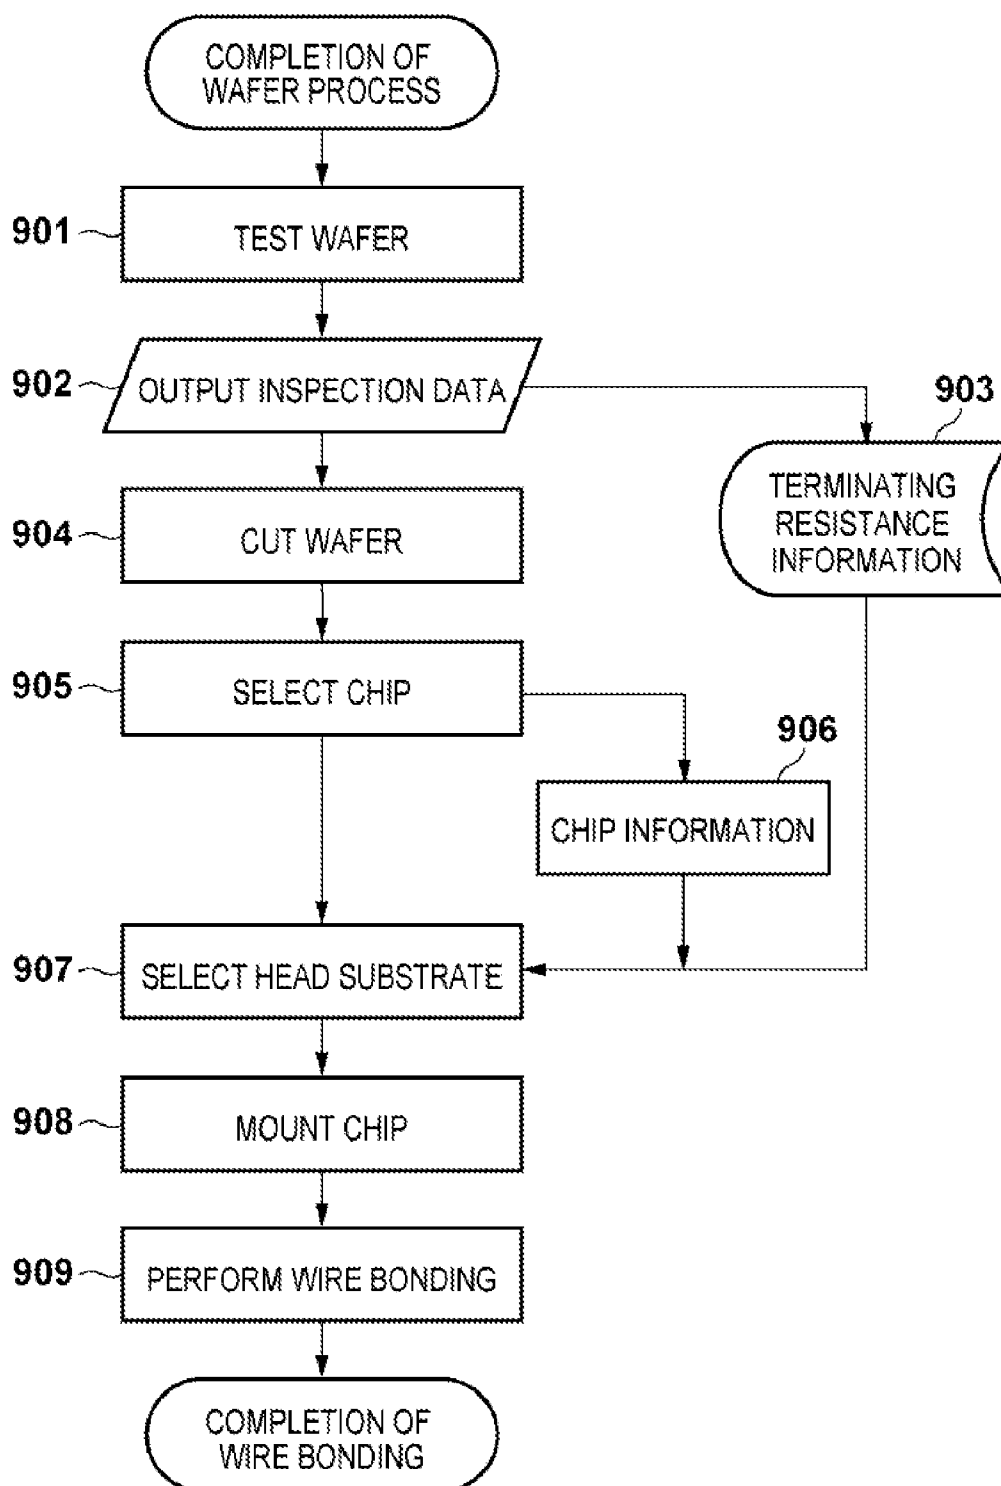 COMPLETION OF
WAFER PROCESS
901
TEST WAFER
902
OUTPUT INSPECTION DATA
903
TERMINATING
RESISTANCE
INFORMATION
904
CUT WAFER
905
SELECT CHIP
906
CHIP INFORMATION
907
SELECT HEAD SUBSTRATE
908
MOUNT CHIP
909
PERFORM WIRE BONDING
COMPLETION OF
WIRE BONDING